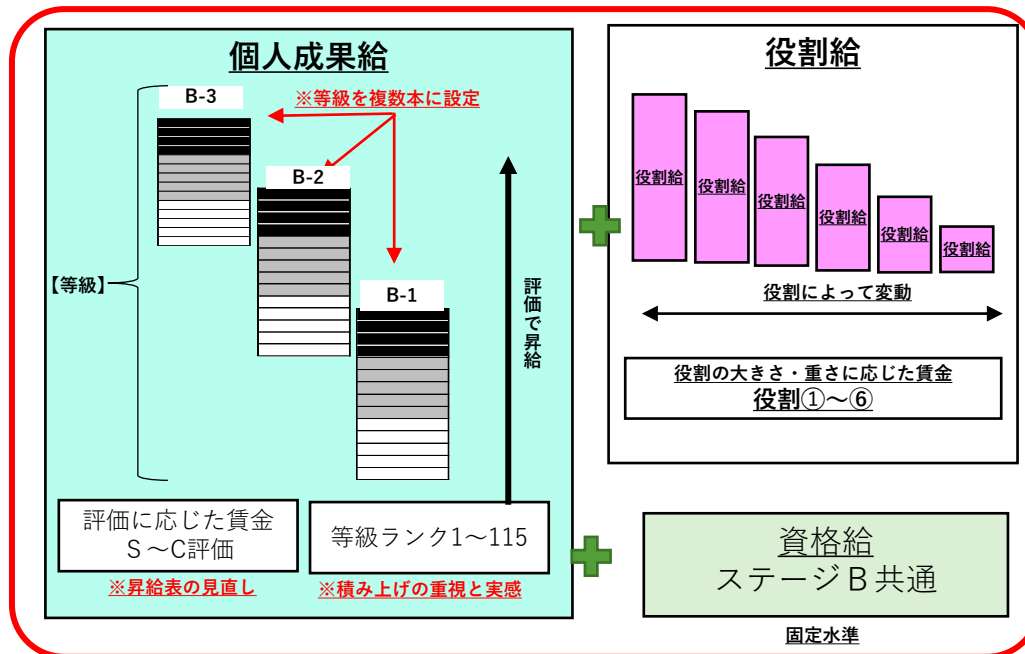 個人成果給
B-3
※等級を複数本に設定
B-2
B-1
【等級】
評価で昇給
評価に応じた賃金
S～C評価
※昇給表の見直し
等級ランク1～115
※積み上げの重視と実感
役割給
役割給
役割給
役割給
役割給
役割給
役割給
役割によって変動
役割の大きさ・重さに応じた賃金
役割①～⑥
資格給
ステージＢ共通
固定水準